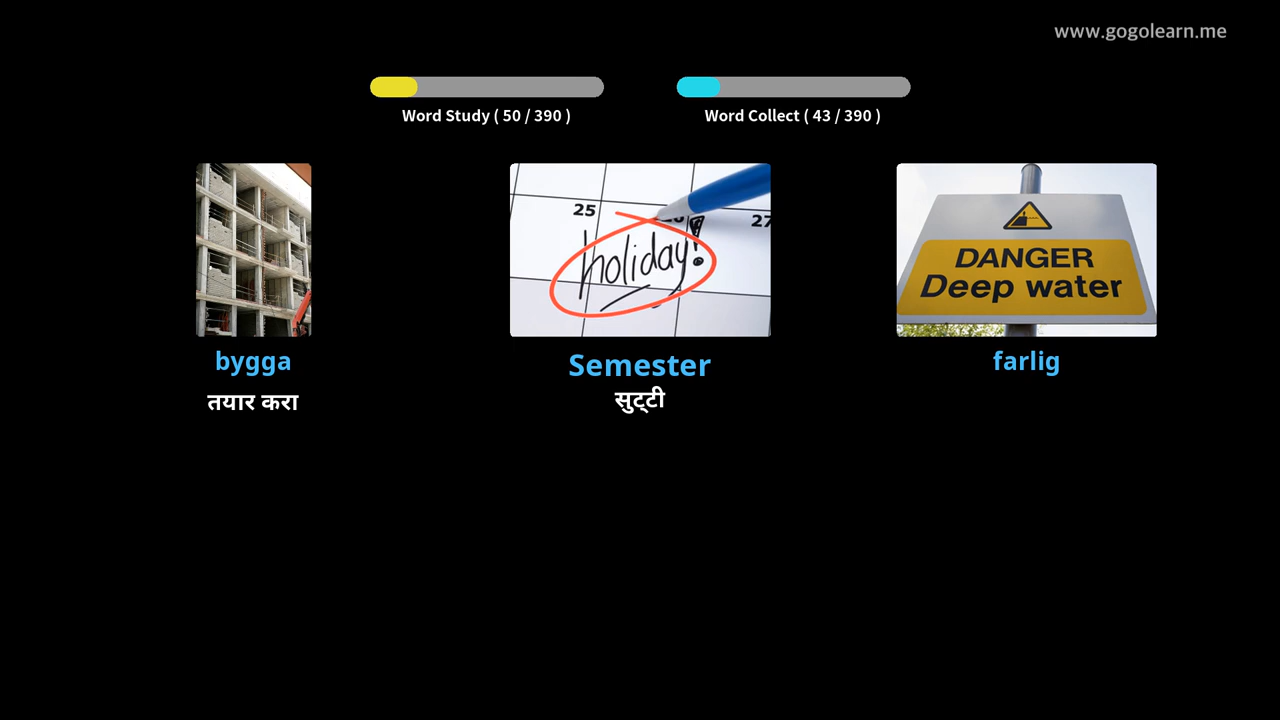 www.gogolearn.me
Word Study ( 50 / 390 )
Word Collect ( 43 / 390 )
25
27
holiday!
DANGER
Deep water
bygga
Semester
farlig
तयार करा
सुट्टी